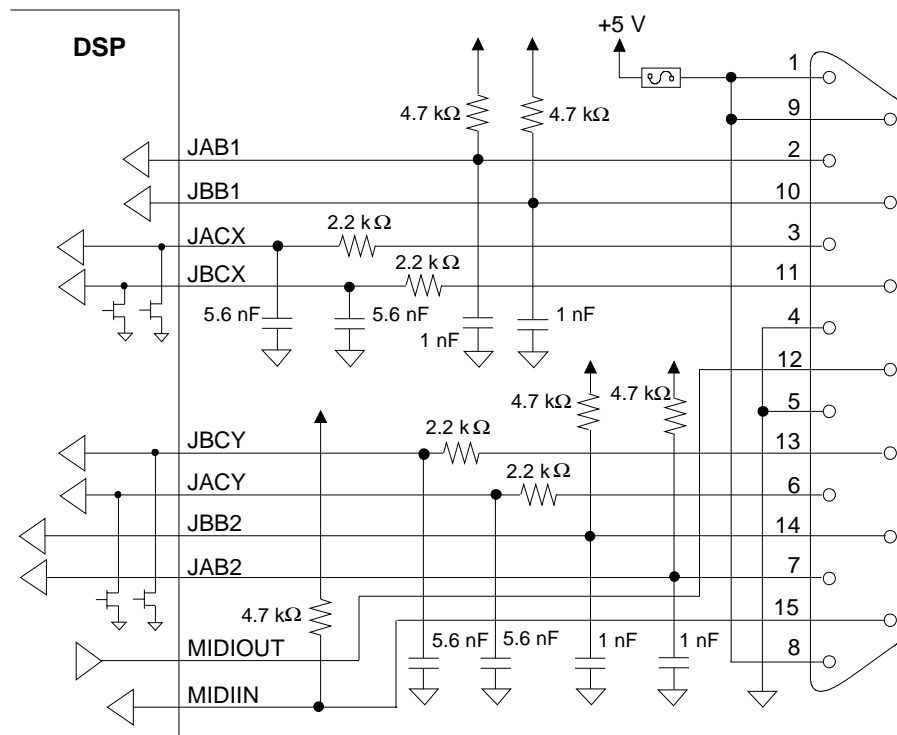 +5 V
DSP
1
9
4.7 kΩ
4.7 kΩ
JAB1
2
JBB1
10
2.2 kΩ
JACX
3
2.2 kΩ
JBCX
11
5.6 nF
5.6 nF
1 nF
1 nF
4
12
4.7 kΩ
4.7 kΩ
5
JBCY
2.2 kΩ
13
JACY
2.2 kΩ
6
JBB2
14
JAB2
7
4.7 kΩ
15
MIDIOUT
5.6 nF
5.6 nF
1 nF
1 nF
8
MIDIIN